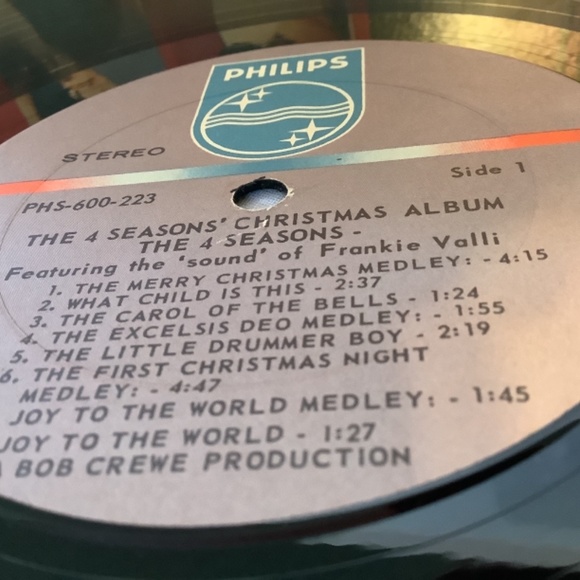 PHILIPS
STEREO
Side 1
PHS-600-223
THE 4 SEASONS' CHRISTMAS ALBUM
THE 4 SEASONS -
Featuring the 'sound' of Frankie Valli
1. THE MERRY CHRISTMAS MEDLEY: - 4:15
2. WHAT CHILD IS THIS - 2:37
3. THE CAROL OF THE BELLS - 1:24
4. THE EXCELSIS DEO MEDLEY: - 1:55
5. THE LITTLE DRUMMER BOY - 2:19
6. THE FIRST CHRISTMAS NIGHT
MEDLEY: - 4:47
JOY TO THE WORLD MEDLEY: - 1:45
JOY TO THE WORLD - 1:27
A BOB CREWE PRODUCTION